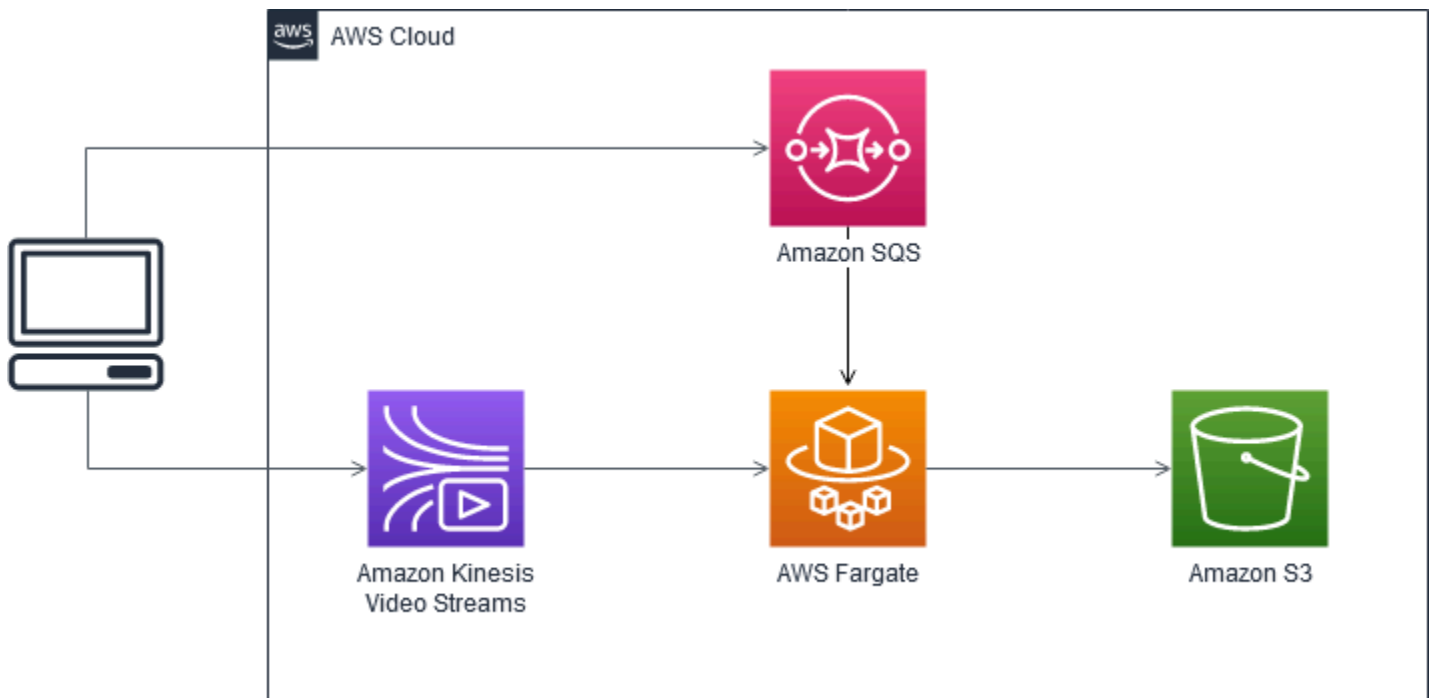 aws
AWS Cloud
Amazon SQS
Amazon Kinesis
Video Streams
AWS Fargate
Amazon S3